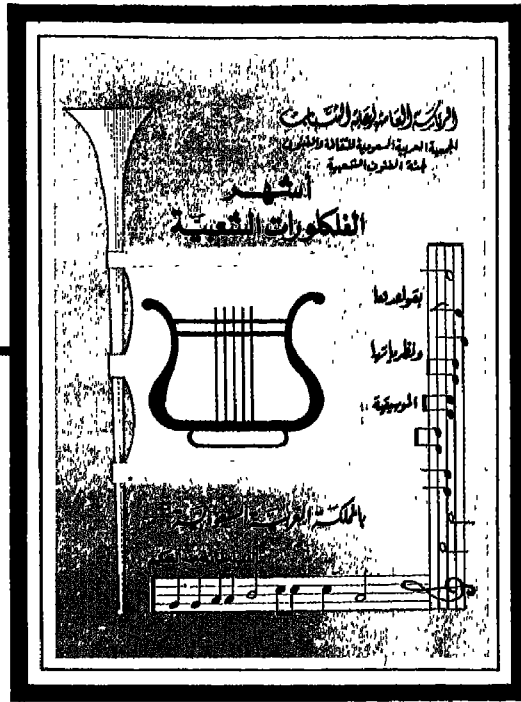 الرئاسة العامة لرعاية الشباب
الجمعية العربية السعودية للثقافة والفنون
لجنة الفنون الشعبية
أشهر
الفلكلورات الشعبية
بقواعدها
ونظرياتها
الموسيقية
بالمملكة العربية السعودية